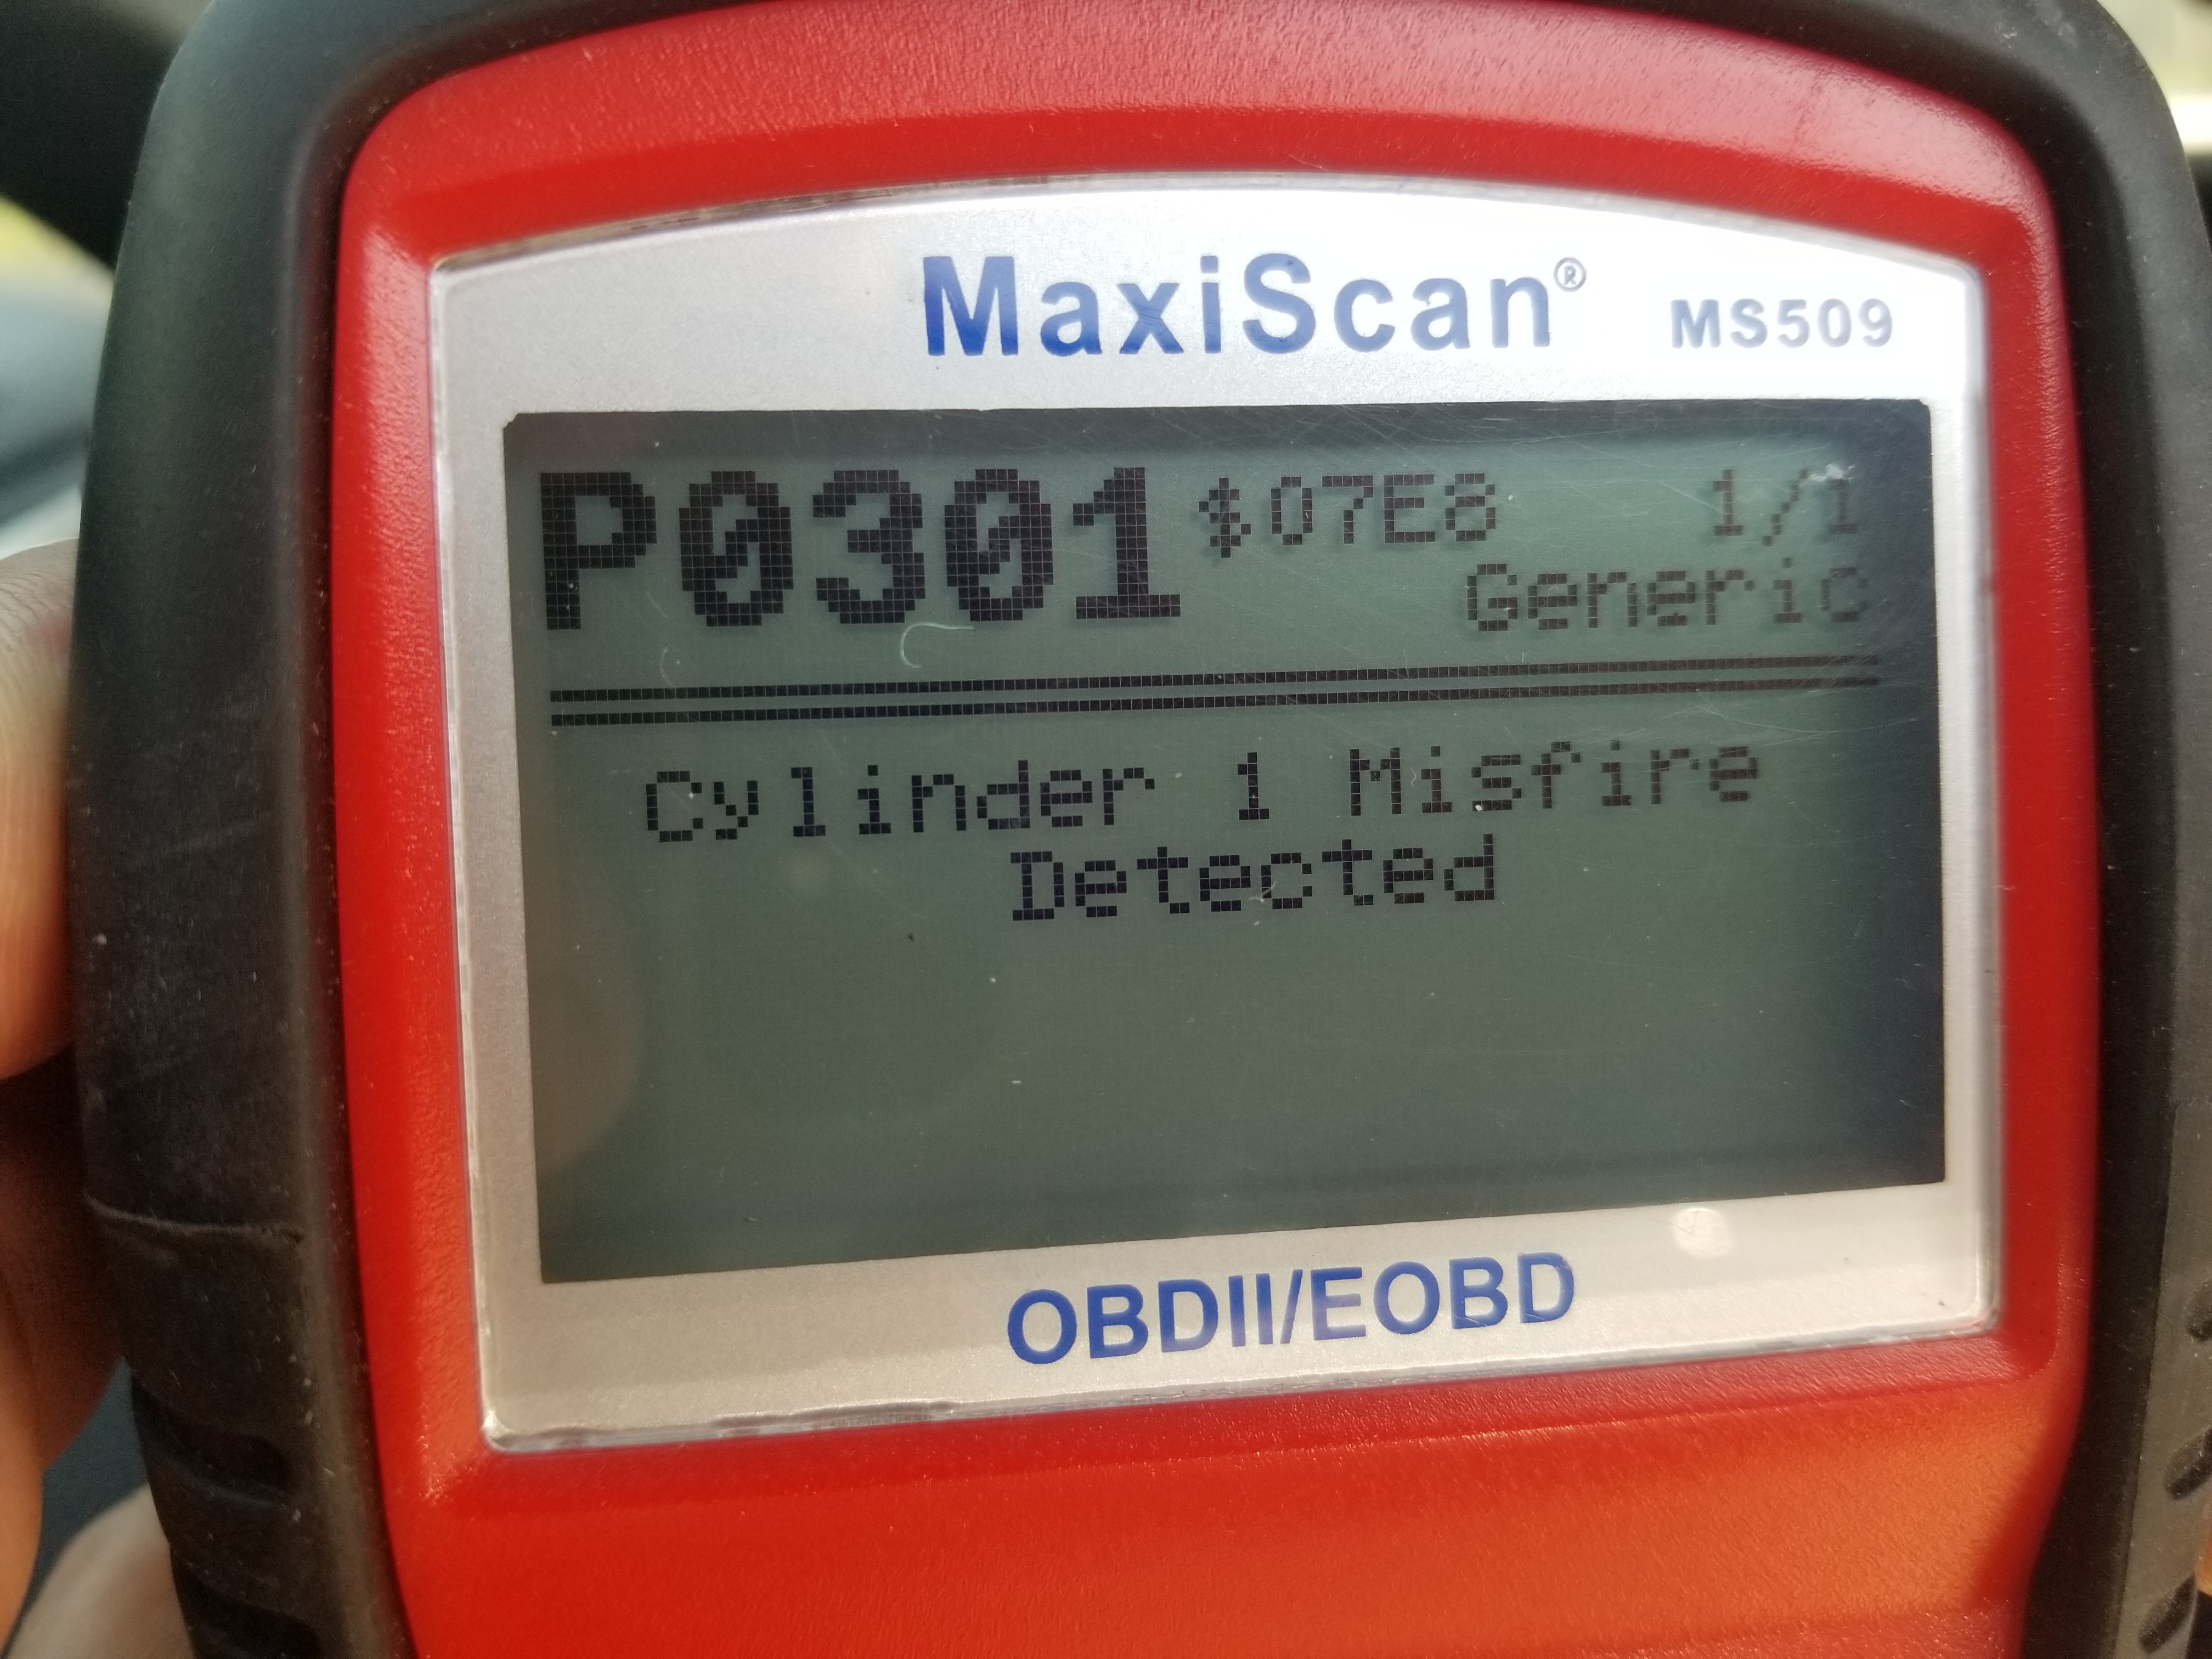 MaxiScan® MS509
P0301 $07E8 1/1
Generic
Cylinder 1 Misfire
Detected
OBDII/EOBD